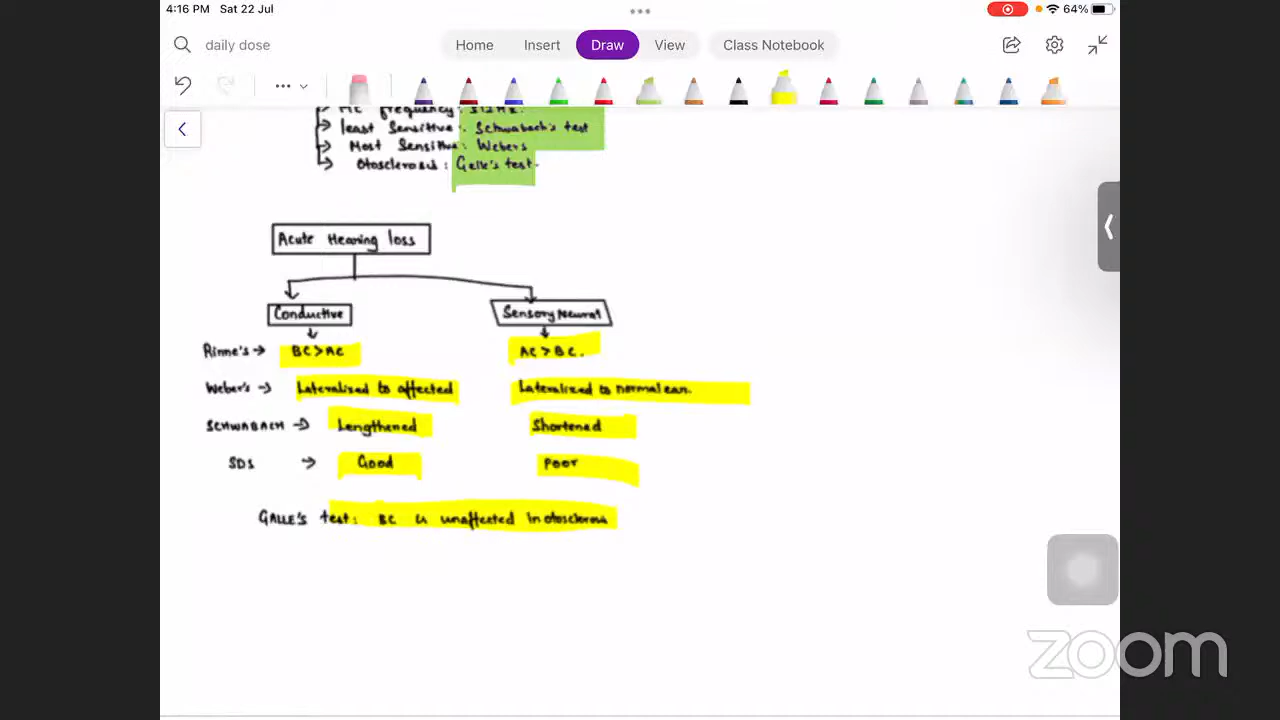 4:16 PM Sat 22 Jul
64%
daily dose
Home Insert Draw View Class Notebook
frequency: 512Hz
least Sensitive: Schwabach's test
Most Sensitive: Webers
Otosclerosis: Gelle's test
Acute Hearing loss
Conductive Sensory Neural
Rinne's → BC > AC AC > BC.
Weber's → Lateralized to affected Lateralized to normal ear.
SCHWABACH → Lengthened Shortened
SDS → Good Poor
GALLE'S test: BC is unaffected in otosclerosis
zoom